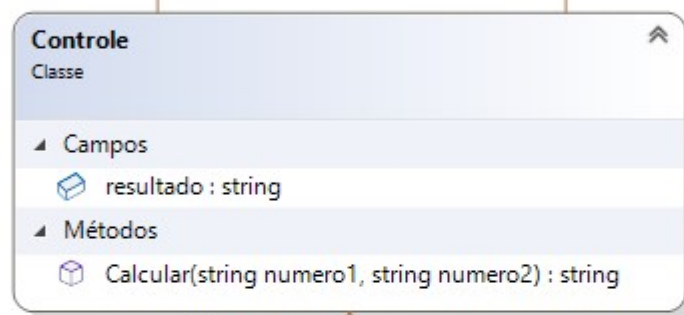 Controle
Classe
Campos
resultado : string
Métodos
Calcular(string numero1, string numero2) : string